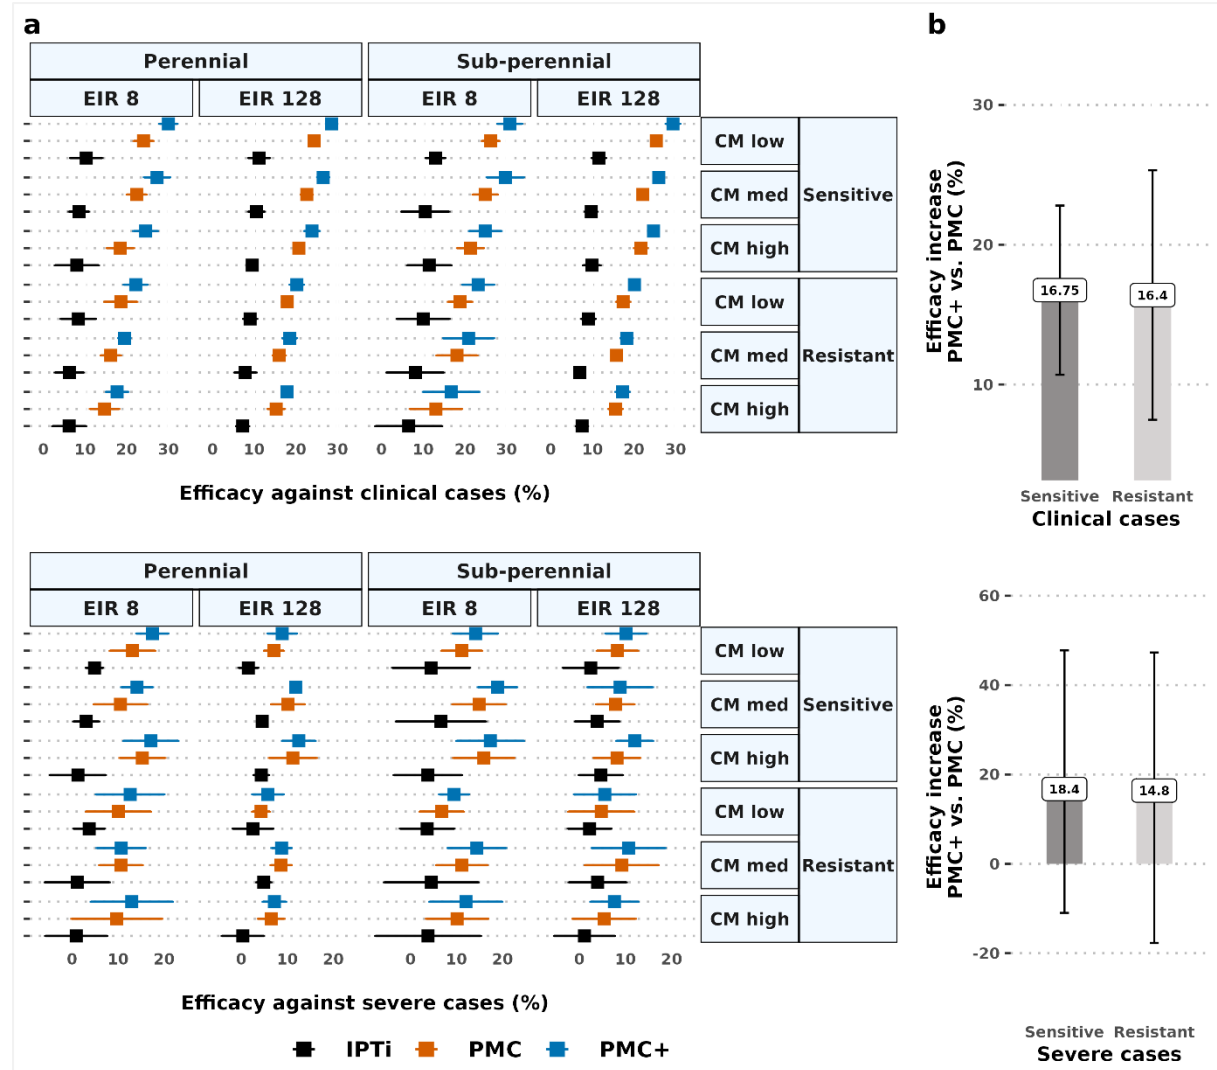 a
Perennial
Sub-perennial
EIR 8
EIR 128
EIR 8
EIR 128
CM low
CM med
CM high
Sensitive
CM low
CM med
CM high
Resistant
0 10 20 30 0 10 20 30 0 10 20 30 0 10 20 30
Efficacy against clinical cases (%)
Perennial
Sub-perennial
EIR 8
EIR 128
EIR 8
EIR 128
CM low
CM med
CM high
Sensitive
CM low
CM med
CM high
Resistant
0 10 20 0 10 20 0 10 20 0 10 20
Efficacy against severe cases (%)
IPTi PMC PMC+
b
Efficacy increase
PMC+ vs. PMC (%)
30
20
10
16.75
16.4
Sensitive Resistant
Clinical cases
Efficacy increase
PMC+ vs. PMC (%)
60
40
20
0
-20
18.4
14.8
Sensitive Resistant
Severe cases